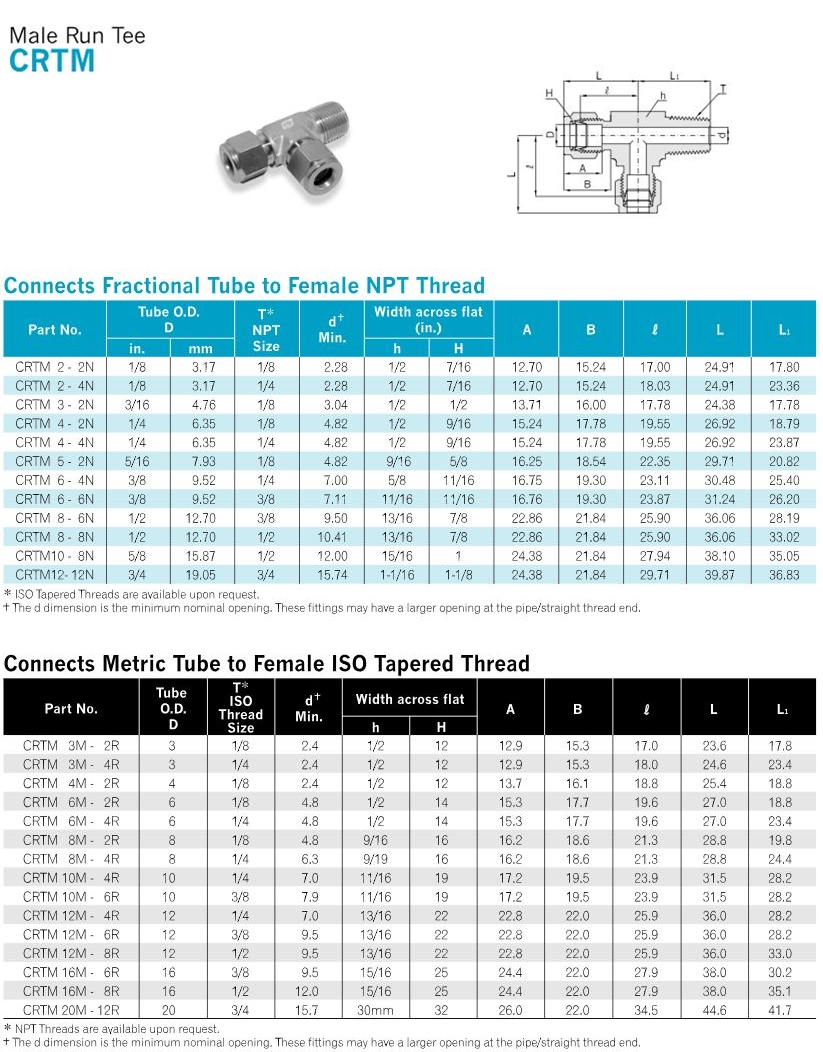 Male Run Tee
CRTM
L L1
ℓ h T
H
D d
L ℓ
A
B
Connects Fractional Tube to Female NPT Thread
Part No. Tube O.D. D in. mm T* NPT Size d† Min. Width across flat (in.) h H A B ℓ L L1
CRTM 2 - 2N 1/8 3.17 1/8 2.28 1/2 7/16 12.70 15.24 17.00 24.91 17.80
CRTM 2 - 4N 1/8 3.17 1/4 2.28 1/2 7/16 12.70 15.24 18.03 24.91 23.36
CRTM 3 - 2N 3/16 4.76 1/8 3.04 1/2 1/2 13.71 16.00 17.78 24.38 17.78
CRTM 4 - 2N 1/4 6.35 1/8 4.82 1/2 9/16 15.24 17.78 19.55 26.92 18.79
CRTM 4 - 4N 1/4 6.35 1/4 4.82 1/2 9/16 15.24 17.78 19.55 26.92 23.87
CRTM 5 - 2N 5/16 7.93 1/8 4.82 9/16 5/8 16.25 18.54 22.35 29.71 20.82
CRTM 6 - 4N 3/8 9.52 1/4 7.00 5/8 11/16 16.75 19.30 23.11 30.48 25.40
CRTM 6 - 6N 3/8 9.52 3/8 7.11 11/16 11/16 16.76 19.30 23.87 31.24 26.20
CRTM 8 - 6N 1/2 12.70 3/8 9.50 13/16 7/8 22.86 21.84 25.90 36.06 28.19
CRTM 8 - 8N 1/2 12.70 1/2 10.41 13/16 7/8 22.86 21.84 25.90 36.06 33.02
CRTM10 - 8N 5/8 15.87 1/2 12.00 15/16 1 24.38 21.84 27.94 38.10 35.05
CRTM12- 12N 3/4 19.05 3/4 15.74 1-1/16 1-1/8 24.38 21.84 29.71 39.87 36.83
* ISO Tapered Threads are available upon request.
† The d dimension is the minimum nominal opening. These fittings may have a larger opening at the pipe/straight thread end.
Connects Metric Tube to Female ISO Tapered Thread
Part No. Tube O.D. D T* ISO Thread Size d† Min. Width across flat h H A B ℓ L L1
CRTM 3M - 2R 3 1/8 2.4 1/2 12 12.9 15.3 17.0 23.6 17.8
CRTM 3M - 4R 3 1/4 2.4 1/2 12 12.9 15.3 18.0 24.6 23.4
CRTM 4M - 2R 4 1/8 2.4 1/2 12 13.7 16.1 18.8 25.4 18.8
CRTM 6M - 2R 6 1/8 4.8 1/2 14 15.3 17.7 19.6 27.0 18.8
CRTM 6M - 4R 6 1/4 4.8 1/2 14 15.3 17.7 19.6 27.0 23.4
CRTM 8M - 2R 8 1/8 4.8 9/16 16 16.2 18.6 21.3 28.8 19.8
CRTM 8M - 4R 8 1/4 6.3 9/19 16 16.2 18.6 21.3 28.8 24.4
CRTM 10M - 4R 10 1/4 7.0 11/16 19 17.2 19.5 23.9 31.5 28.2
CRTM 10M - 6R 10 3/8 7.9 11/16 19 17.2 19.5 23.9 31.5 28.2
CRTM 12M - 4R 12 1/4 7.0 13/16 22 22.8 22.0 25.9 36.0 28.2
CRTM 12M - 6R 12 3/8 9.5 13/16 22 22.8 22.0 25.9 36.0 28.2
CRTM 12M - 8R 12 1/2 9.5 13/16 22 22.8 22.0 25.9 36.0 33.0
CRTM 16M - 6R 16 3/8 9.5 15/16 25 24.4 22.0 27.9 38.0 30.2
CRTM 16M - 8R 16 1/2 12.0 15/16 25 24.4 22.0 27.9 38.0 35.1
CRTM 20M - 12R 20 3/4 15.7 30mm 32 26.0 22.0 34.5 44.6 41.7
* NPT Threads are available upon request.
† The d dimension is the minimum nominal opening. These fittings may have a larger opening at the pipe/straight thread end.